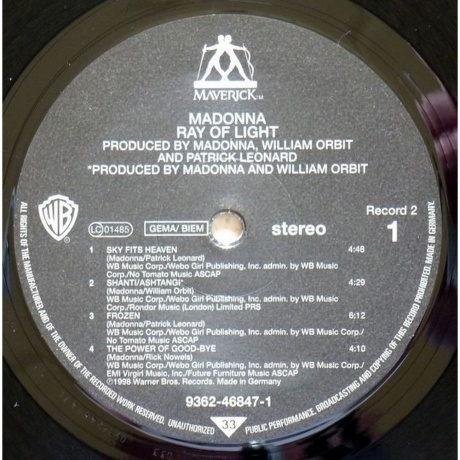 MAVERICK™
MADONNA
RAY OF LIGHT
PRODUCED BY MADONNA, WILLIAM ORBIT
AND PATRICK LEONARD
*PRODUCED BY MADONNA AND WILLIAM ORBIT
WB
LC 01485
GEMA/ BIEM
stereo
Record 2
1
1 SKY FITS HEAVEN 4:48
(Madonna/Patrick Leonard)
WB Music Corp./Webo Girl Publishing, Inc. admin. by WB Music
Corp./No Tomato Music ASCAP
2 SHANTI/ASHTANGI* 4:29
(Madonna/William Orbit)
WB Music Corp./Webo Girl Publishing, Inc. admin. by WB Music
Corp./Rondor Music (London) Limited PRS
3 FROZEN 6:12
(Madonna/Patrick Leonard)
WB Music Corp./Webo Girl Publishing, Inc. admin. by WB Music Corp./
No Tomato Music ASCAP
4 THE POWER OF GOOD-BYE 4:10
(Madonna/Rick Nowels)
WB Music Corp./Webo Girl Publishing, Inc. admin. by WB Music Corp./
EMI Virgin Music, Inc./Future Furniture Music ASCAP
℗1998 Warner Bros. Records. Made in Germany
9362-46847-1
33
ALL RIGHTS OF THE MANUFACTURER AND OF THE OWNER OF THE RECORDED WORK RESERVED. UNAUTHORIZED PUBLIC PERFORMANCE, BROADCASTING AND COPYING OF THIS RECORD PROHIBITED. MADE IN GERMANY.